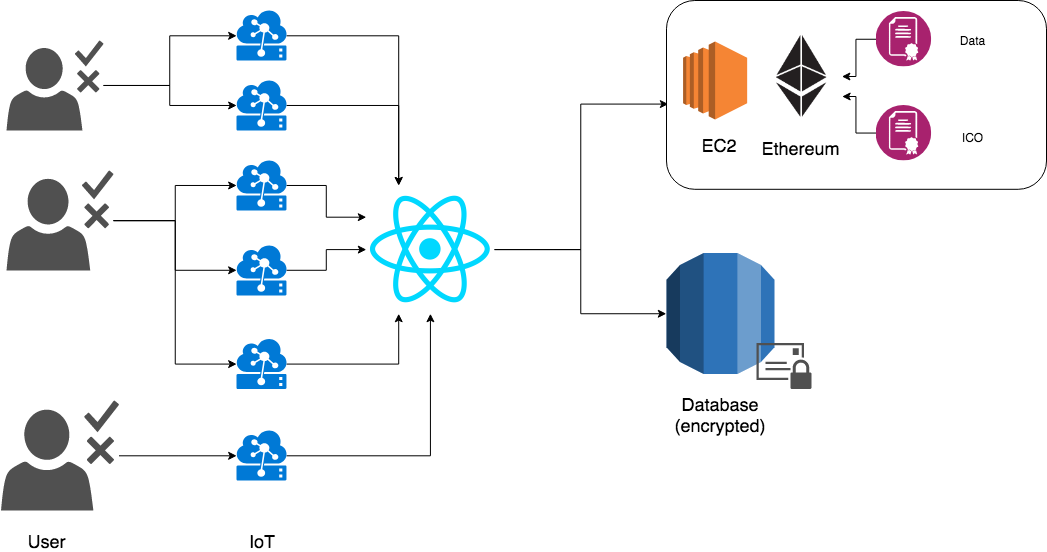 Data
EC2
Ethereum
ICO
Database
(encrypted)
User
IoT